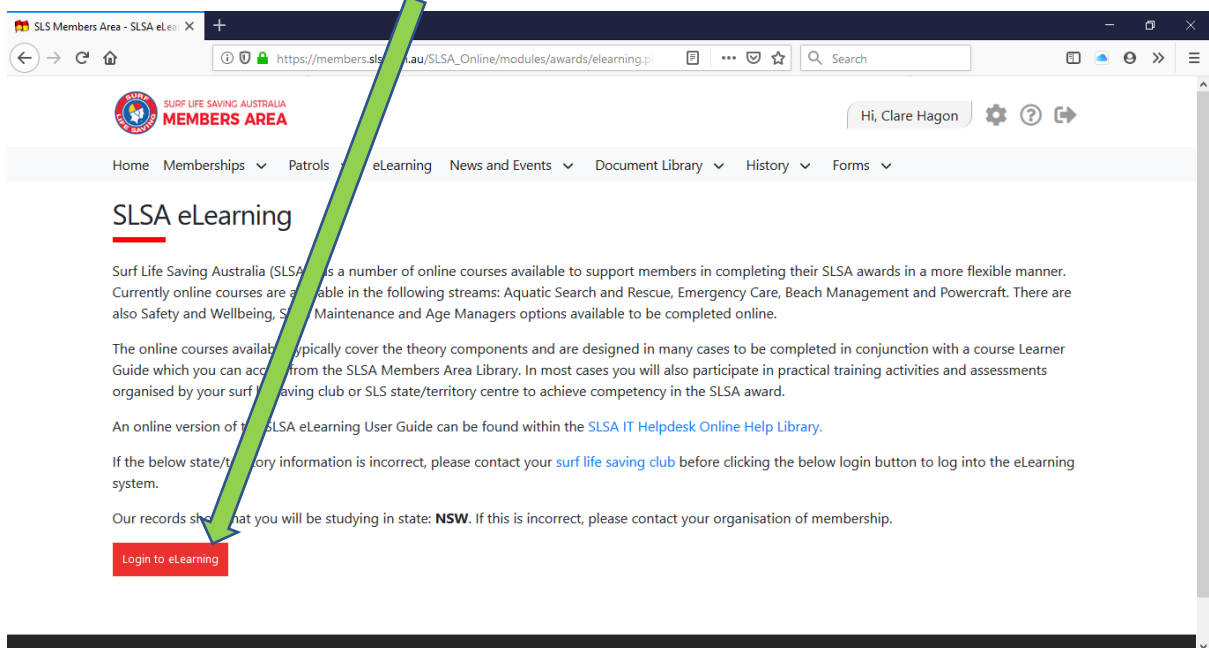 SLS Members Area - SLSA eLea
https://members.sls .au/SLSA_Online/modules/awards/elearning.p
Search
SURF LIFE SAVING
SURF LIFE SAVING AUSTRALIA
MEMBERS AREA
Hi, Clare Hagon
Home Memberships Patrols eLearning News and Events Document Library History Forms
SLSA eLearning
Surf Life Saving Australia (SLSA) a number of online courses available to support members in completing their SLSA awards in a more flexible manner.
Currently online courses are available in the following streams: Aquatic Search and Rescue, Emergency Care, Beach Management and Powercraft. There are
also Safety and Wellbeing, Maintenance and Age Managers options available to be completed online.
The online courses available typically cover the theory components and are designed in many cases to be completed in conjunction with a course Learner
Guide which you can access from the SLSA Members Area Library. In most cases you will also participate in practical training activities and assessments
organised by your surf life saving club or SLS state/territory centre to achieve competency in the SLSA award.
An online version of the SLSA eLearning User Guide can be found within the SLSA IT Helpdesk Online Help Library.
If the below state/territory information is incorrect, please contact your surf life saving club before clicking the below login button to log into the eLearning
system.
Our records show that you will be studying in state: NSW. If this is incorrect, please contact your organisation of membership.
Login to eLearning